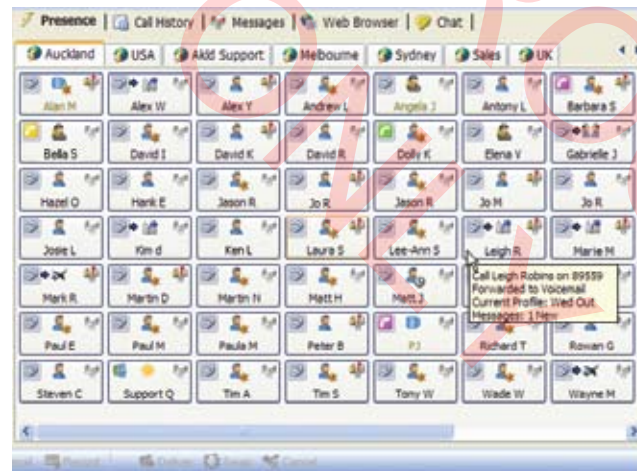 Presence | Call History | Messages | Web Browser | Chat |
Auckland USA Akld Support Melbourne Sydney Sales UK
Alan M Alex W Alex Y Andrew L Angela J Antony L Barbara S
Bella S David I David K David R Dolly K Elena V Gabrielle J
Hazel O Hank E Jason R Jo R Jason R Jo M Jo R
Josie L Kim d Ken L Laura S Lee-Ann S Leigh R Marie M
Call Leigh Robins on 89559
Forwarded to Voicemail
Current Profile: Wed Out
Messages: 1 New
Mark R Martin D Martin N Matt H Matt J
Paul E Paul M Paula M Peter B PJ Richard T Rowan G
Steven C Support Q Tim A Tim S Tony W Wade W Wayne M
Record Cancel